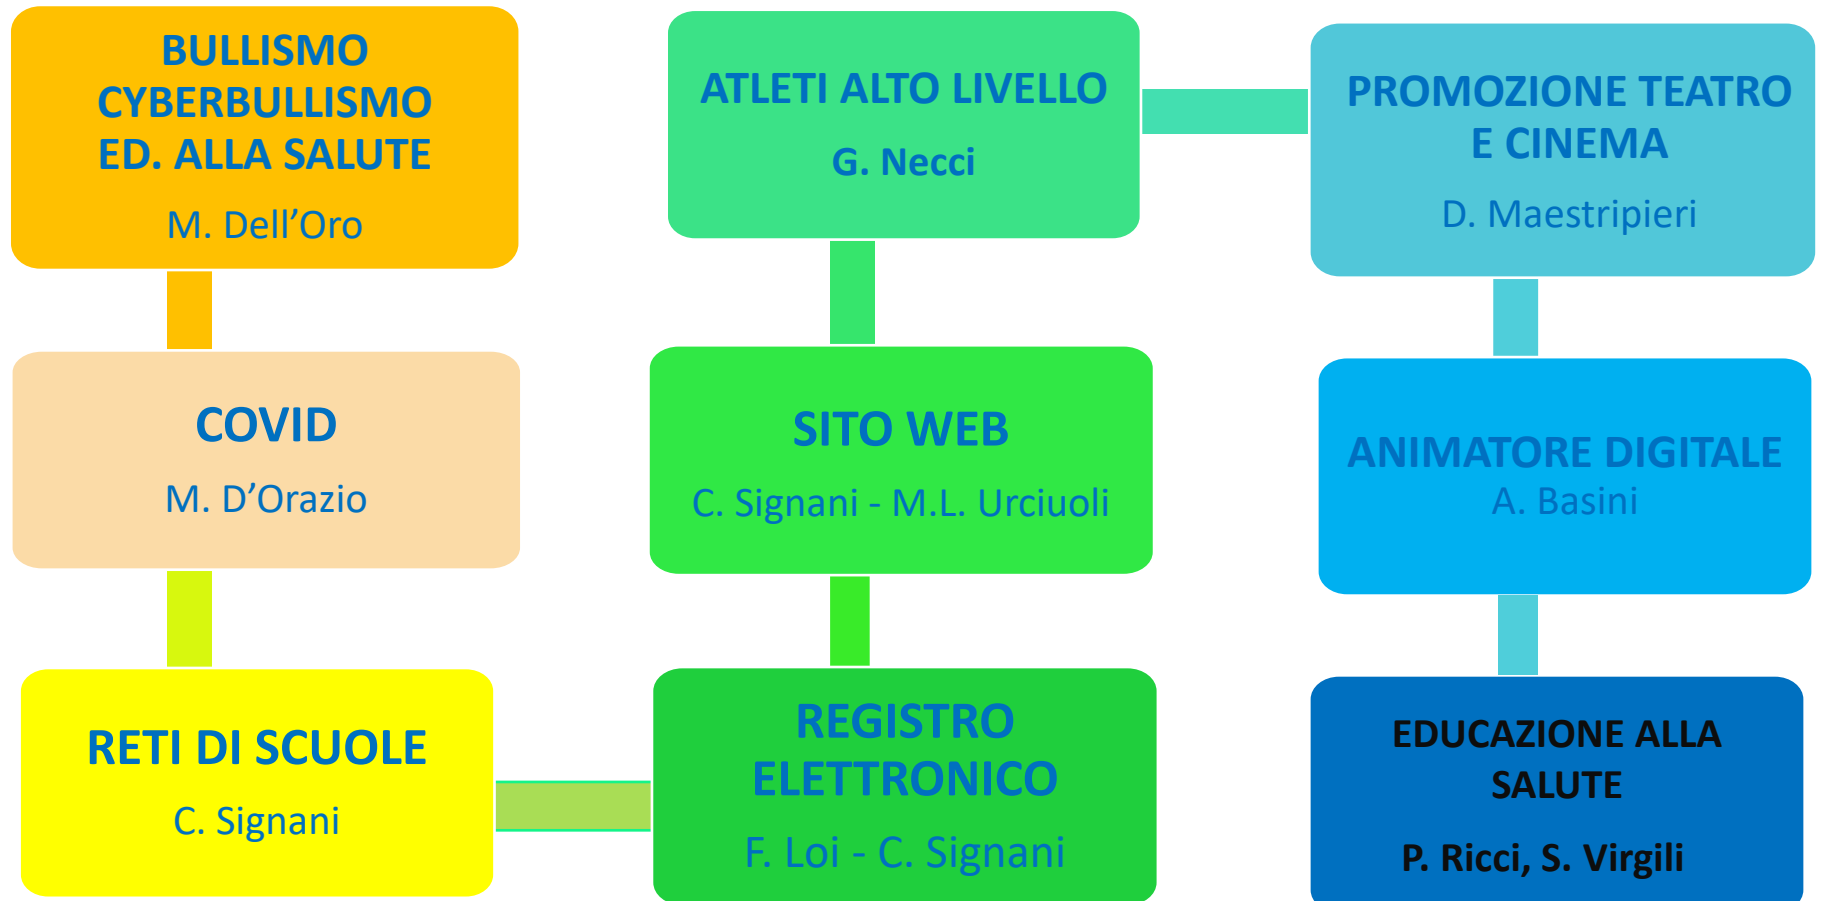 BULLISMO
CYBERBULLISMO
ED. ALLA SALUTE
M. Dell’Oro
COVID
M. D’Orazio
RETI DI SCUOLE
C. Signani
REGISTRO
ELETTRONICO
F. Loi - C. Signani
SITO WEB
C. Signani - M.L. Urciuoli
ATLETI ALTO LIVELLO
G. Necci
PROMOZIONE TEATRO
E CINEMA
D. Maestripieri
ANIMATORE DIGITALE
A. Basini
EDUCAZIONE ALLA
SALUTE
P. Ricci, S. Virgili